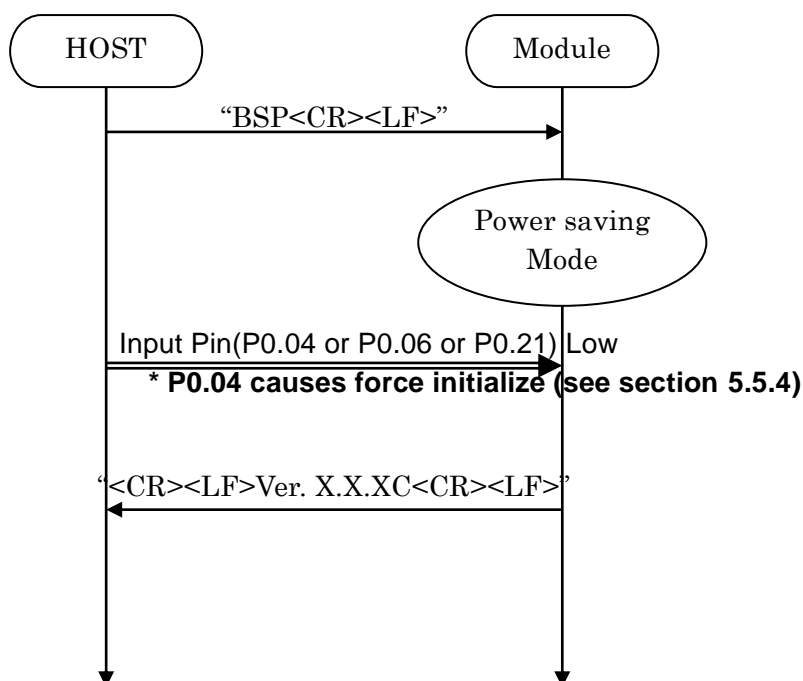 HOST
Module
“BSP<CR><LF>”
Power saving
Mode
Input Pin(P0.04 or P0.06 or P0.21) Low
* P0.04 causes force initialize (see section 5.5.4)
“<CR><LF>Ver. X.X.XC<CR><LF>”